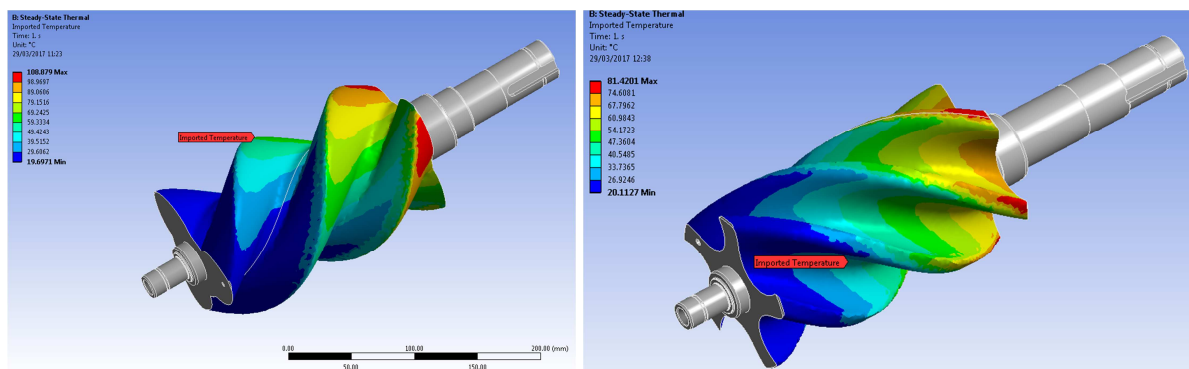 B: Steady-State Thermal
Imported Temperature
Time: 1. s
Unit: °C
29/03/2017 11:23
108.879 Max
98.9697
89.0606
79.1516
69.2425
59.3334
49.4243
39.5152
29.6062
19.6971 Min
Imported Temperature
0.00
100.00
200.00 (mm)
50.00
150.00
B: Steady-State Thermal
Imported Temperature
Time: 1. s
Unit: °C
29/03/2017 12:38
81.4201 Max
74.6081
67.7962
60.9843
54.1723
47.3604
40.5485
33.7365
26.9246
20.1127 Min
Imported Temperature